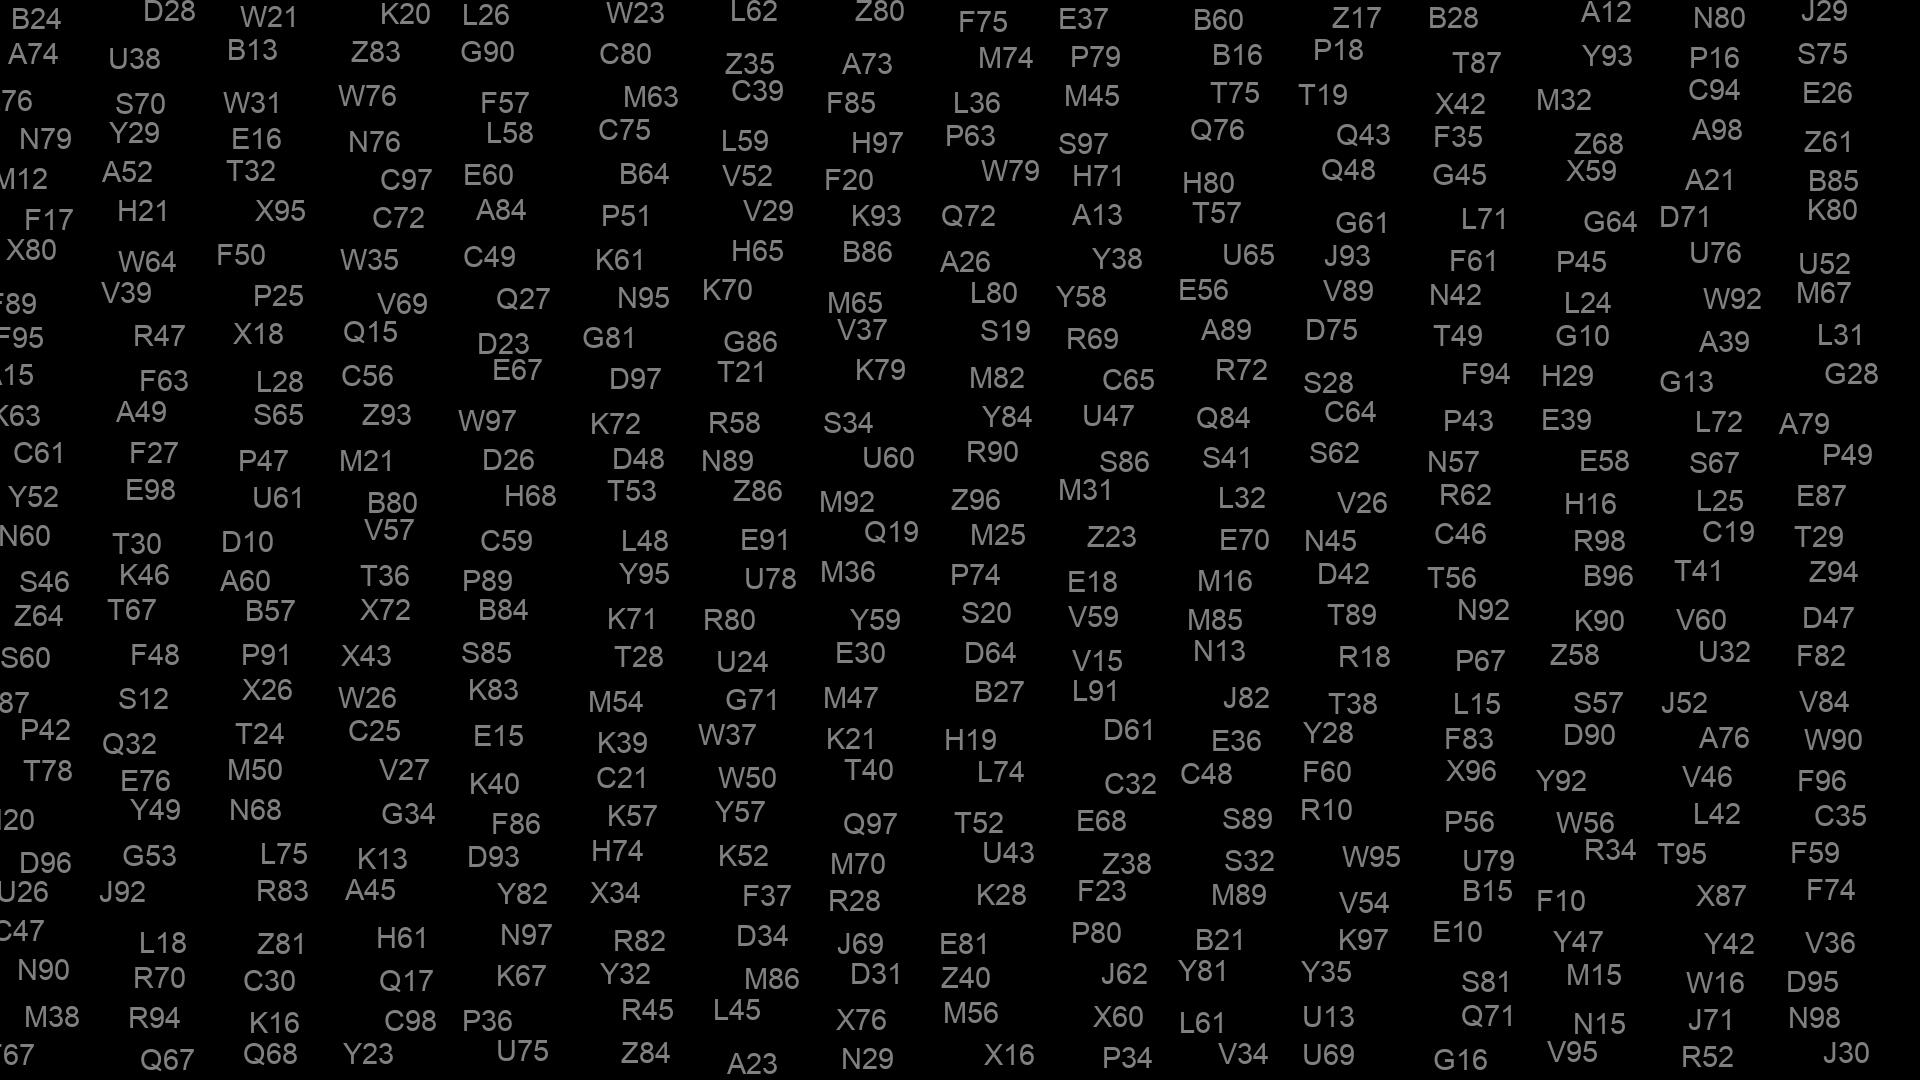 B24 D28 W21 K20 L26 W23 L62 Z80 F75 E37 B60 Z17 B28 A12 N80 J29
A74 U38 B13 Z83 G90 C80 Z35 A73 M74 P79 B16 P18 T87 Y93 P16 S75
76 S70 W31 W76 F57 M63 C39 F85 L36 M45 T75 T19 X42 M32 C94 E26
N79 Y29 E16 N76 L58 C75 L59 H97 P63 S97 Q76 Q43 F35 Z68 A98 Z61
M12 A52 T32 C97 E60 B64 V52 F20 W79 H71 H80 Q48 G45 X59 A21 B85
F17 H21 X95 C72 A84 P51 V29 K93 Q72 A13 T57 G61 L71 G64 D71 K80
X80 W64 F50 W35 C49 K61 H65 B86 A26 Y38 U65 J93 F61 P45 U76 U52
F89 V39 P25 V69 Q27 N95 K70 M65 L80 Y58 E56 V89 N42 L24 W92 M67
F95 R47 X18 Q15 D23 G81 G86 V37 S19 R69 A89 D75 T49 G10 A39 L31
15 F63 L28 C56 E67 D97 T21 K79 M82 C65 R72 S28 F94 H29 G13 G28
K63 A49 S65 Z93 W97 K72 R58 S34 Y84 U47 Q84 C64 P43 E39 L72 A79
C61 F27 P47 M21 D26 D48 N89 U60 R90 S86 S41 S62 N57 E58 S67 P49
Y52 E98 U61 B80 H68 T53 Z86 M92 Z96 M31 L32 V26 R62 H16 L25 E87
N60 T30 D10 V57 C59 L48 E91 Q19 M25 Z23 E70 N45 C46 R98 C19 T29
S46 K46 A60 T36 P89 Y95 U78 M36 P74 E18 M16 D42 T56 B96 T41 Z94
Z64 T67 B57 X72 B84 K71 R80 Y59 S20 V59 M85 T89 N92 K90 V60 D47
S60 F48 P91 X43 S85 T28 U24 E30 D64 V15 N13 R18 P67 Z58 U32 F82
87 S12 X26 W26 K83 M54 G71 M47 B27 L91 J82 T38 L15 S57 J52 V84
P42 Q32 T24 C25 E15 K39 W37 K21 H19 D61 E36 Y28 F83 D90 A76 W90
T78 E76 M50 V27 K40 C21 W50 T40 L74 C32 C48 F60 X96 Y92 V46 F96
20 Y49 N68 G34 F86 K57 Y57 Q97 T52 E68 S89 R10 P56 W56 L42 C35
D96 G53 L75 K13 D93 H74 K52 M70 U43 Z38 S32 W95 U79 R34 T95 F59
U26 J92 R83 A45 Y82 X34 F37 R28 K28 F23 M89 V54 B15 F10 X87 F74
C47 L18 Z81 H61 N97 R82 D34 J69 E81 P80 B21 K97 E10 Y47 Y42 V36
N90 R70 C30 Q17 K67 Y32 M86 D31 Z40 J62 Y81 Y35 S81 M15 W16 D95
M38 R94 K16 C98 P36 R45 L45 X76 M56 X60 L61 U13 Q71 N15 J71 N98
67 Q67 Q68 Y23 U75 Z84 A23 N29 X16 P34 V34 U69 G16 V95 R52 J30